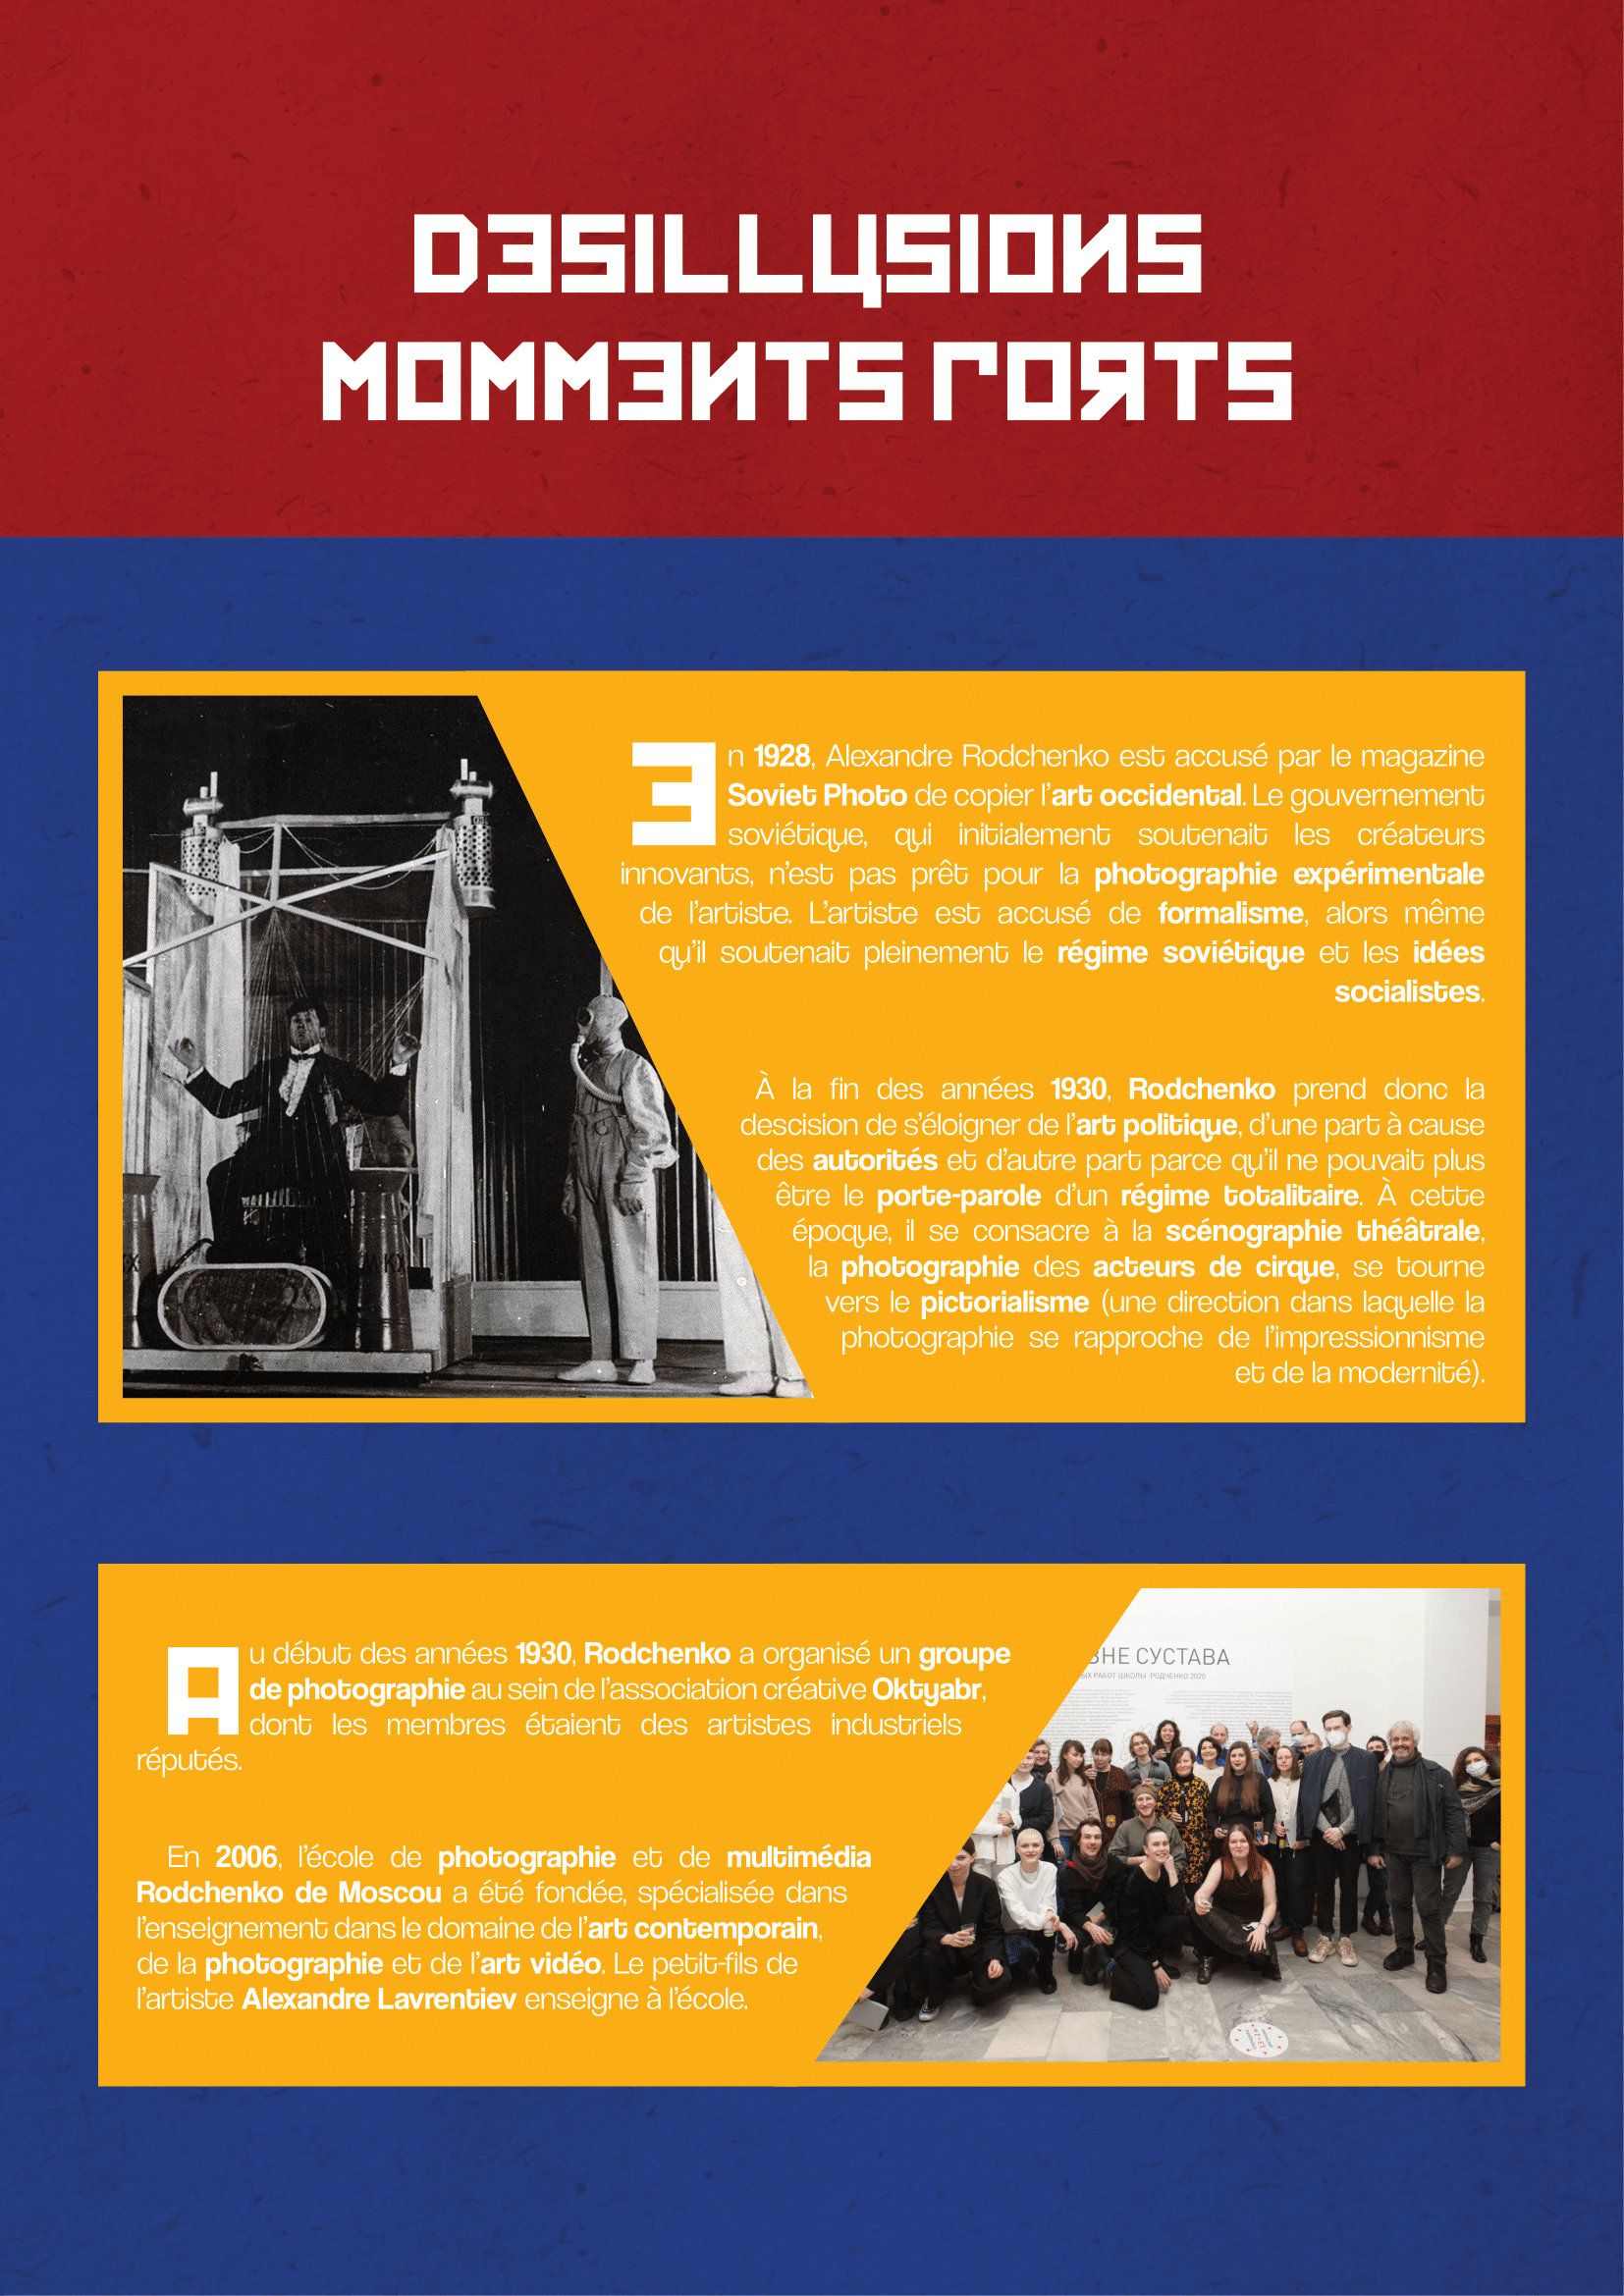 DESILLUSIONS
MOMMENTS FORTS
En 1928, Alexandre Rodchenko est accusé par le magazine
Soviet Photo de copier l’art occidental. Le gouvernement
soviétique, qui initialement soutenait les créateurs
innovants, n’est pas prêt pour la photographie expérimentale
de l’artiste. L’artiste est accusé de formalisme, alors même
qu’il soutenait pleinement le régime soviétique et les idées
socialistes.
À la fin des années 1930, Rodchenko prend donc la
descision de s’éloigner de l’art politique, d’une part à cause
des autorités et d’autre part parce qu’il ne pouvait plus
être le porte-parole d’un régime totalitaire. À cette
époque, il se consacre à la scénographie théâtrale,
la photographie des acteurs de cirque, se tourne
vers le pictorialisme (une direction dans laquelle la
photographie se rapproche de l’impressionnisme
et de la modernité).
Au début des années 1930, Rodchenko a organisé un groupe
de photographie au sein de l’association créative Oktyabr,
dont les membres étaient des artistes industriels
réputés.
En 2006, l’école de photographie et de multimédia
Rodchenko de Moscou a été fondée, spécialisée dans
l’enseignement dans le domaine de l’art contemporain,
de la photographie et de l’art vidéo. Le petit-fils de
l’artiste Alexandre Lavrentiev enseigne à l’école.
ВНЕ СУСТАВА
ЫХ РАБОТ ШКОЛЫ РОДЧЕНКО 2020